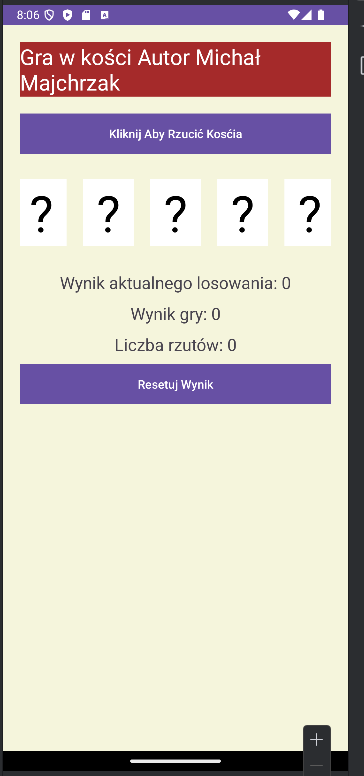 8:06
Gra w kości Autor Michał
Majchrzak
Kliknij Aby Rzucić Kosćia
? ? ? ? ?
Wynik aktualnego losowania: 0
Wynik gry: 0
Liczba rzutów: 0
Resetuj Wynik